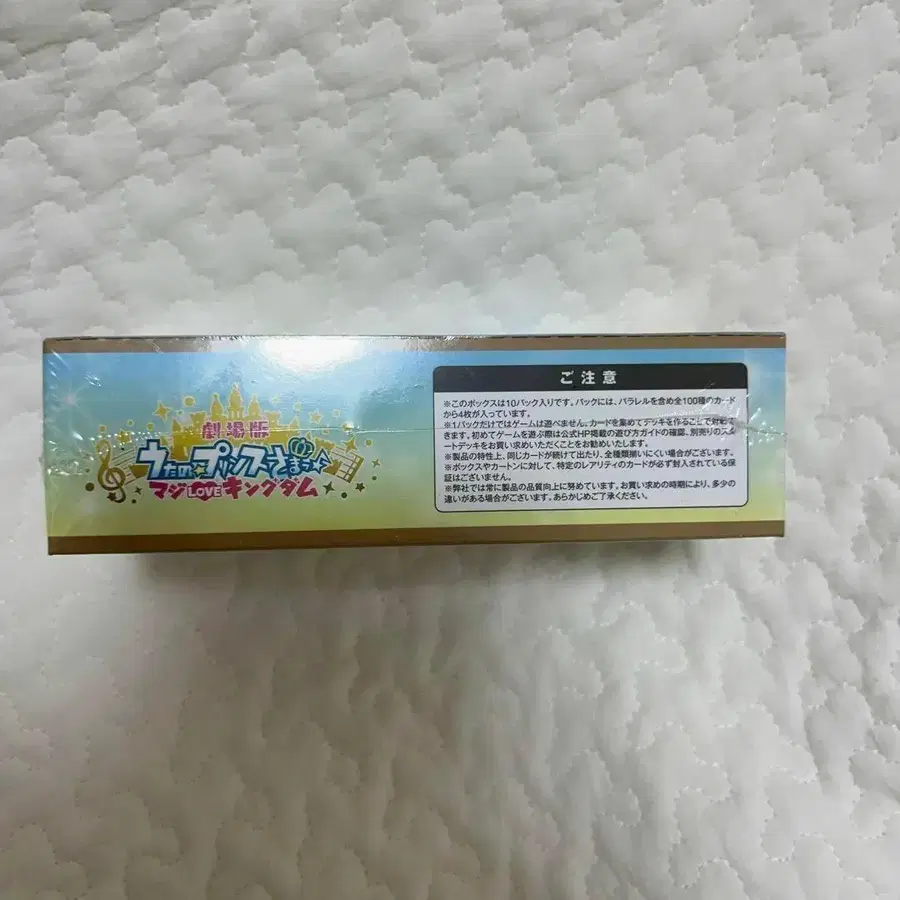 劇場版
うたの☆プリンスさまっ♪
マジLOVEキングダム
ご注意
※このボックスは10パック入りです。パックには、パラレルを含め全100種のカード
から4枚が入っています。
※1パックだけではゲームは遊べません。カードを集めてデッキを作ることで対戦で
きます。初めてゲームを遊ぶ際は公式HP掲載の遊び方ガイドの確認、別売りのスタ
ートデッキをお買い求めいただくことをお勧めいたします。
※製品の特性上、同じカードが続けて出たり、全種類揃いにくい場合がございます。
※ボックスやカートンに対して、特定のレアリティのカードが必ず封入されている保
証はございません。
※弊社では常に製品の品質向上に努めています。お買い求めの時期により、多少の
違いがある場合がございます。あらかじめご了承ください。